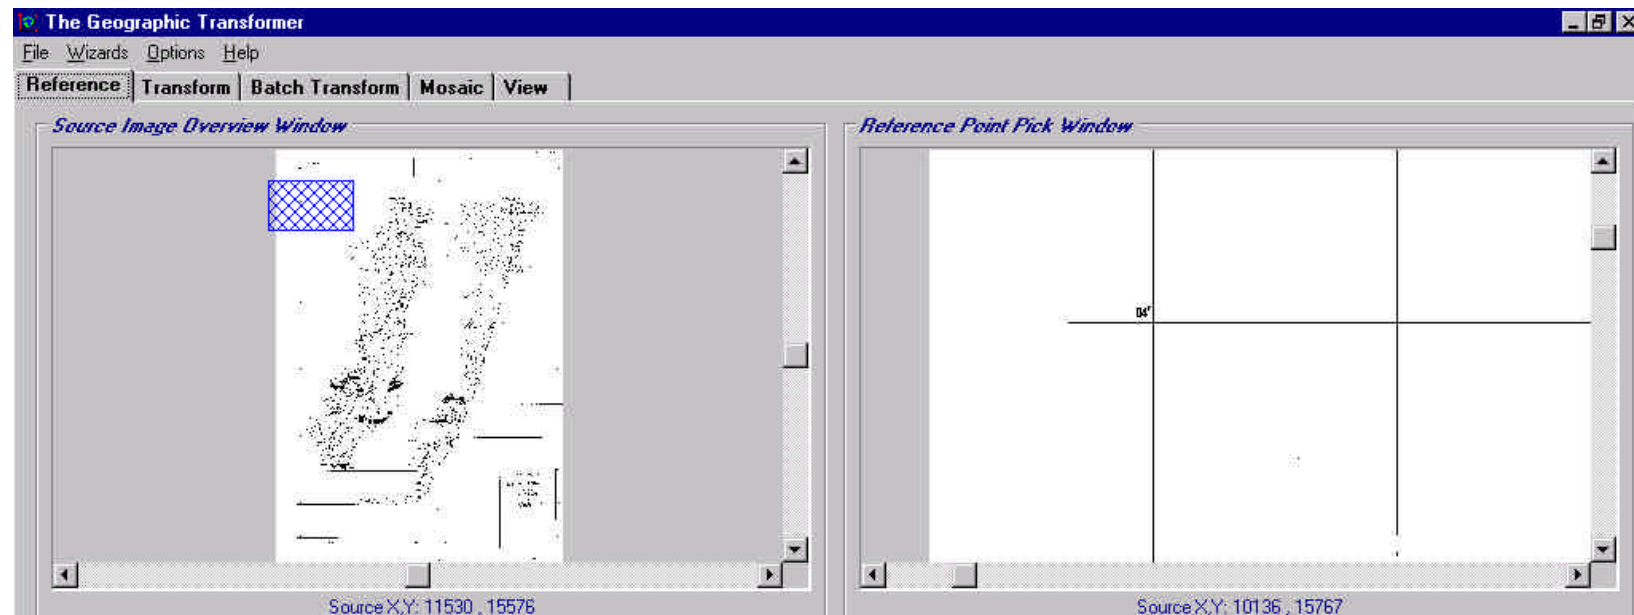 The Geographic Transformer
File Wizards Options Help
Reference Transform Batch Transform Mosaic View
Source Image Overview Window
Reference Point Pick Window
04'
Source X,Y: 11530 , 15576
Source X,Y: 10136 , 15767